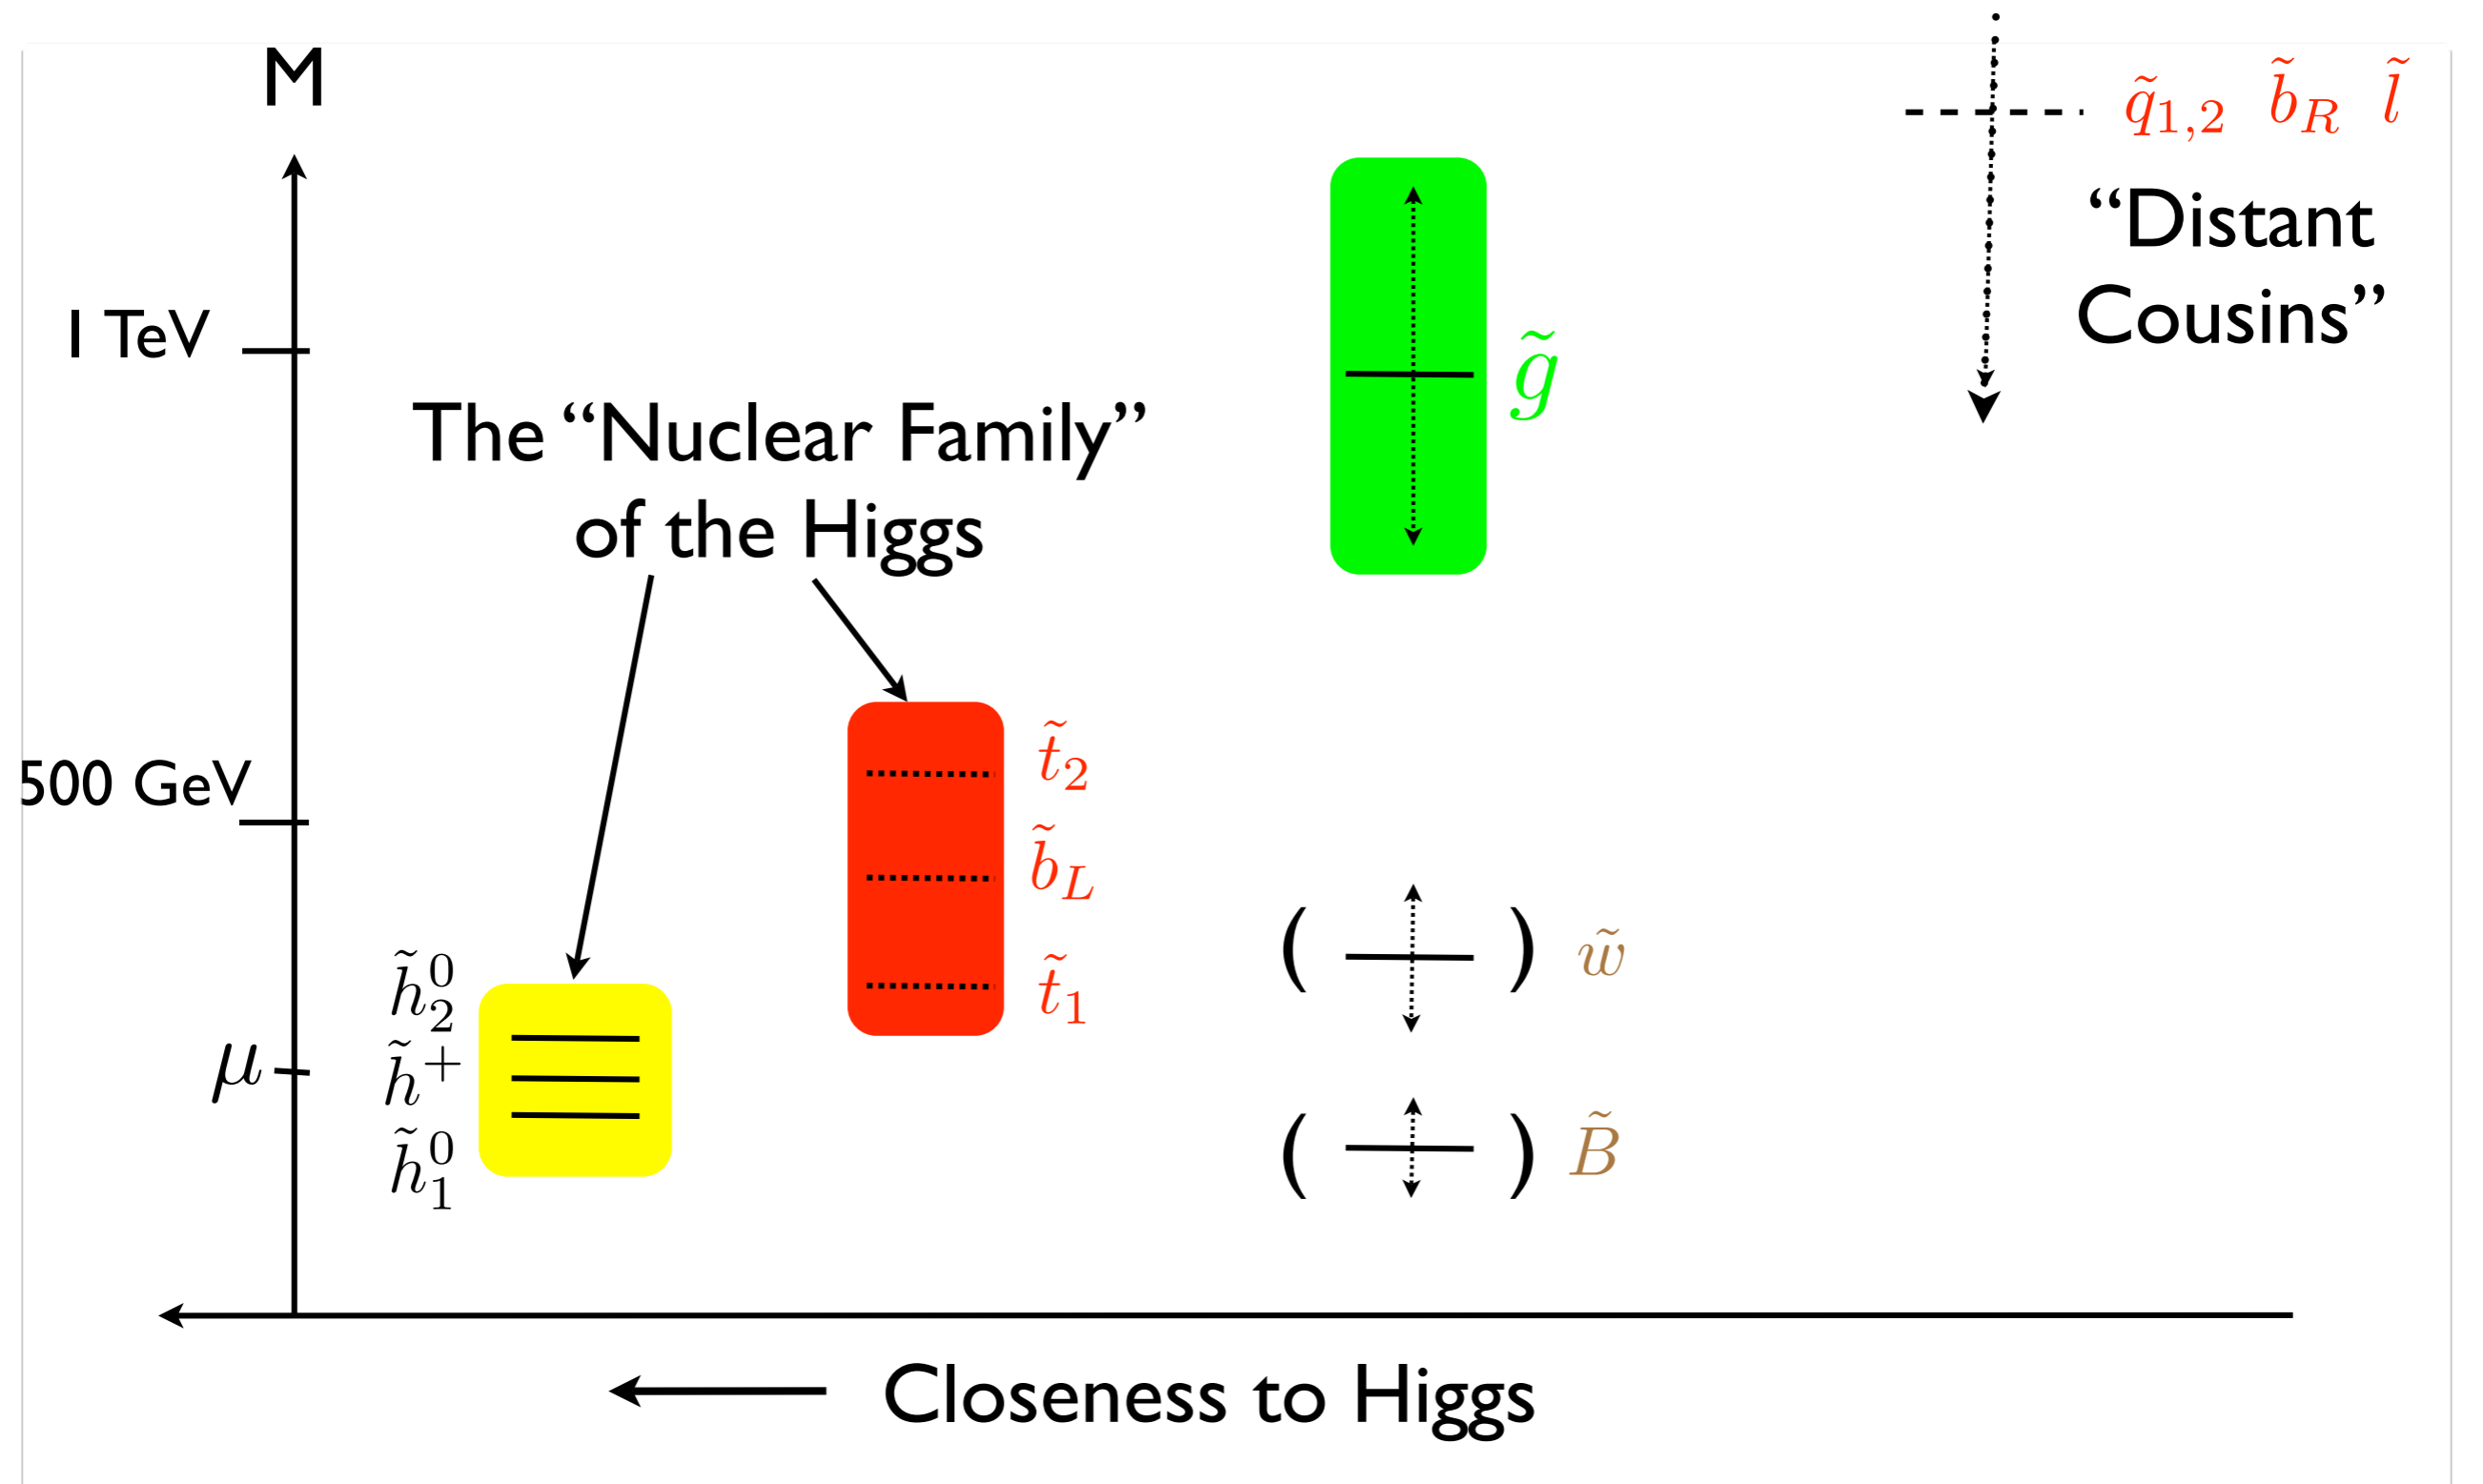 M
q̃1,2 b̃R l̃
“Distant
Cousins”
1 TeV
g̃
The “Nuclear Family”
of the Higgs
t̃2
500 GeV
b̃L
( ) w̃
h̃⁰2
t̃1
μ
h̃⁺
( ) B̃
h̃⁰1
Closeness to Higgs